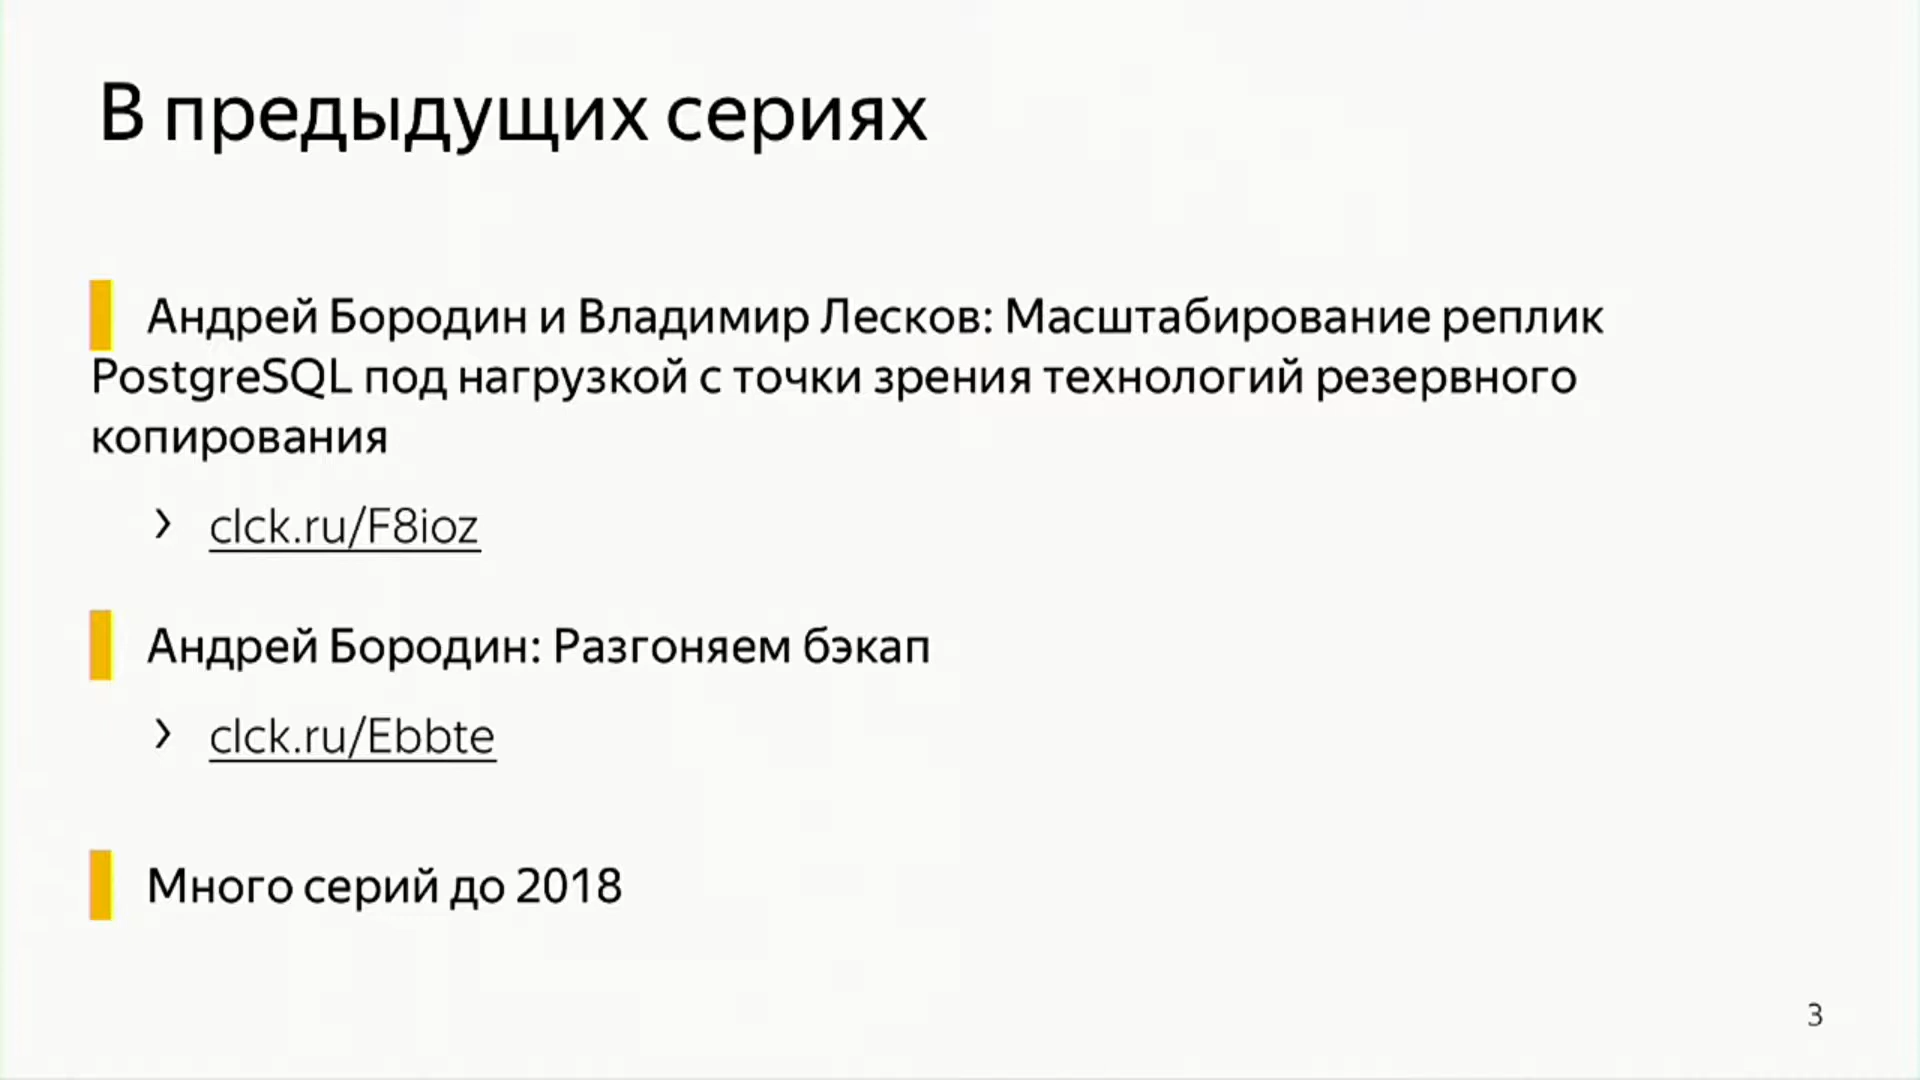 В предыдущих сериях
Андрей Бородин и Владимир Лесков: Масштабирование реплик
PostgreSQL под нагрузкой с точки зрения технологий резервного
копирования
› clck.ru/F8ioz
Андрей Бородин: Разгоняем бэкап
› clck.ru/Ebbte
Много серий до 2018
3